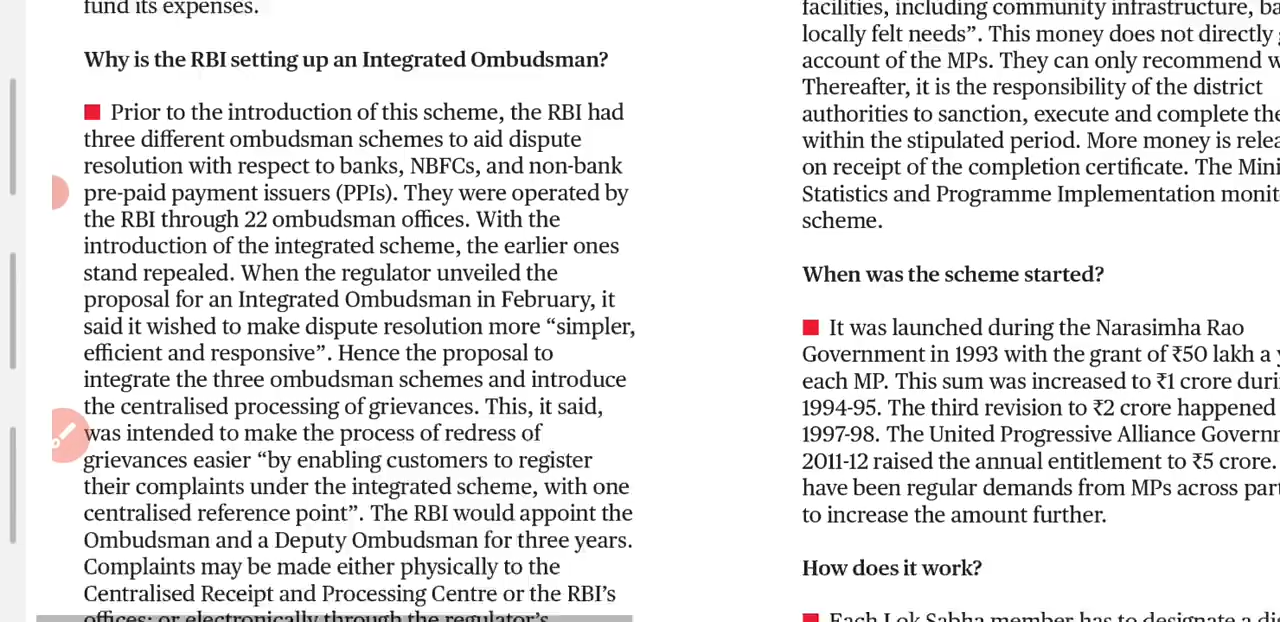 fund its expenses.
Why is the RBI setting up an Integrated Ombudsman?
Prior to the introduction of this scheme, the RBI had
three different ombudsman schemes to aid dispute
resolution with respect to banks, NBFCs, and non-bank
pre-paid payment issuers (PPIs). They were operated by
the RBI through 22 ombudsman offices. With the
introduction of the integrated scheme, the earlier ones
stand repealed. When the regulator unveiled the
proposal for an Integrated Ombudsman in February, it
said it wished to make dispute resolution more “simpler,
efficient and responsive”. Hence the proposal to
integrate the three ombudsman schemes and introduce
the centralised processing of grievances. This, it said,
was intended to make the process of redress of
grievances easier “by enabling customers to register
their complaints under the integrated scheme, with one
centralised reference point”. The RBI would appoint the
Ombudsman and a Deputy Ombudsman for three years.
Complaints may be made either physically to the
Centralised Receipt and Processing Centre or the RBI’s
offices; or electronically through the regulator’s
facilities, including community infrastructure,
locally felt needs”. This money does not directly
account of the MPs. They can only recommend
Thereafter, it is the responsibility of the district
authorities to sanction, execute and complete
within the stipulated period. More money is
on receipt of the completion certificate. The
Statistics and Programme Implementation
scheme.
When was the scheme started?
It was launched during the Narasimha Rao
Government in 1993 with the grant of ₹50 lakh a
each MP. This sum was increased to ₹1 crore
1994-95. The third revision to ₹2 crore happened
1997-98. The United Progressive Alliance
2011-12 raised the annual entitlement to ₹5 crore.
have been regular demands from MPs across
to increase the amount further.
How does it work?
Each Lok Sabha member has to designate a